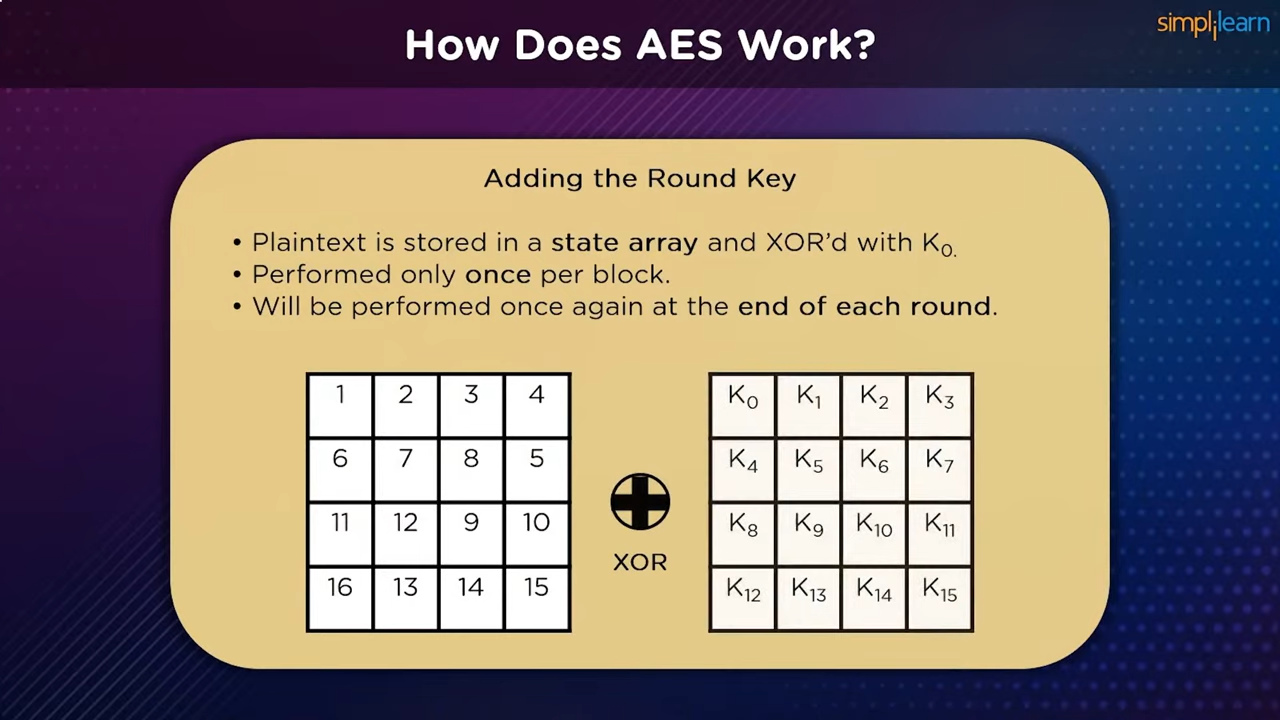 How Does AES Work?
simplilearn
Adding the Round Key
• Plaintext is stored in a state array and XOR’d with K₀.
• Performed only once per block.
• Will be performed once again at the end of each round.
1 2 3 4
6 7 8 5
11 12 9 10
16 13 14 15
XOR
K₀ K₁ K₂ K₃
K₄ K₅ K₆ K₇
K₈ K₉ K₁₀ K₁₁
K₁₂ K₁₃ K₁₄ K₁₅